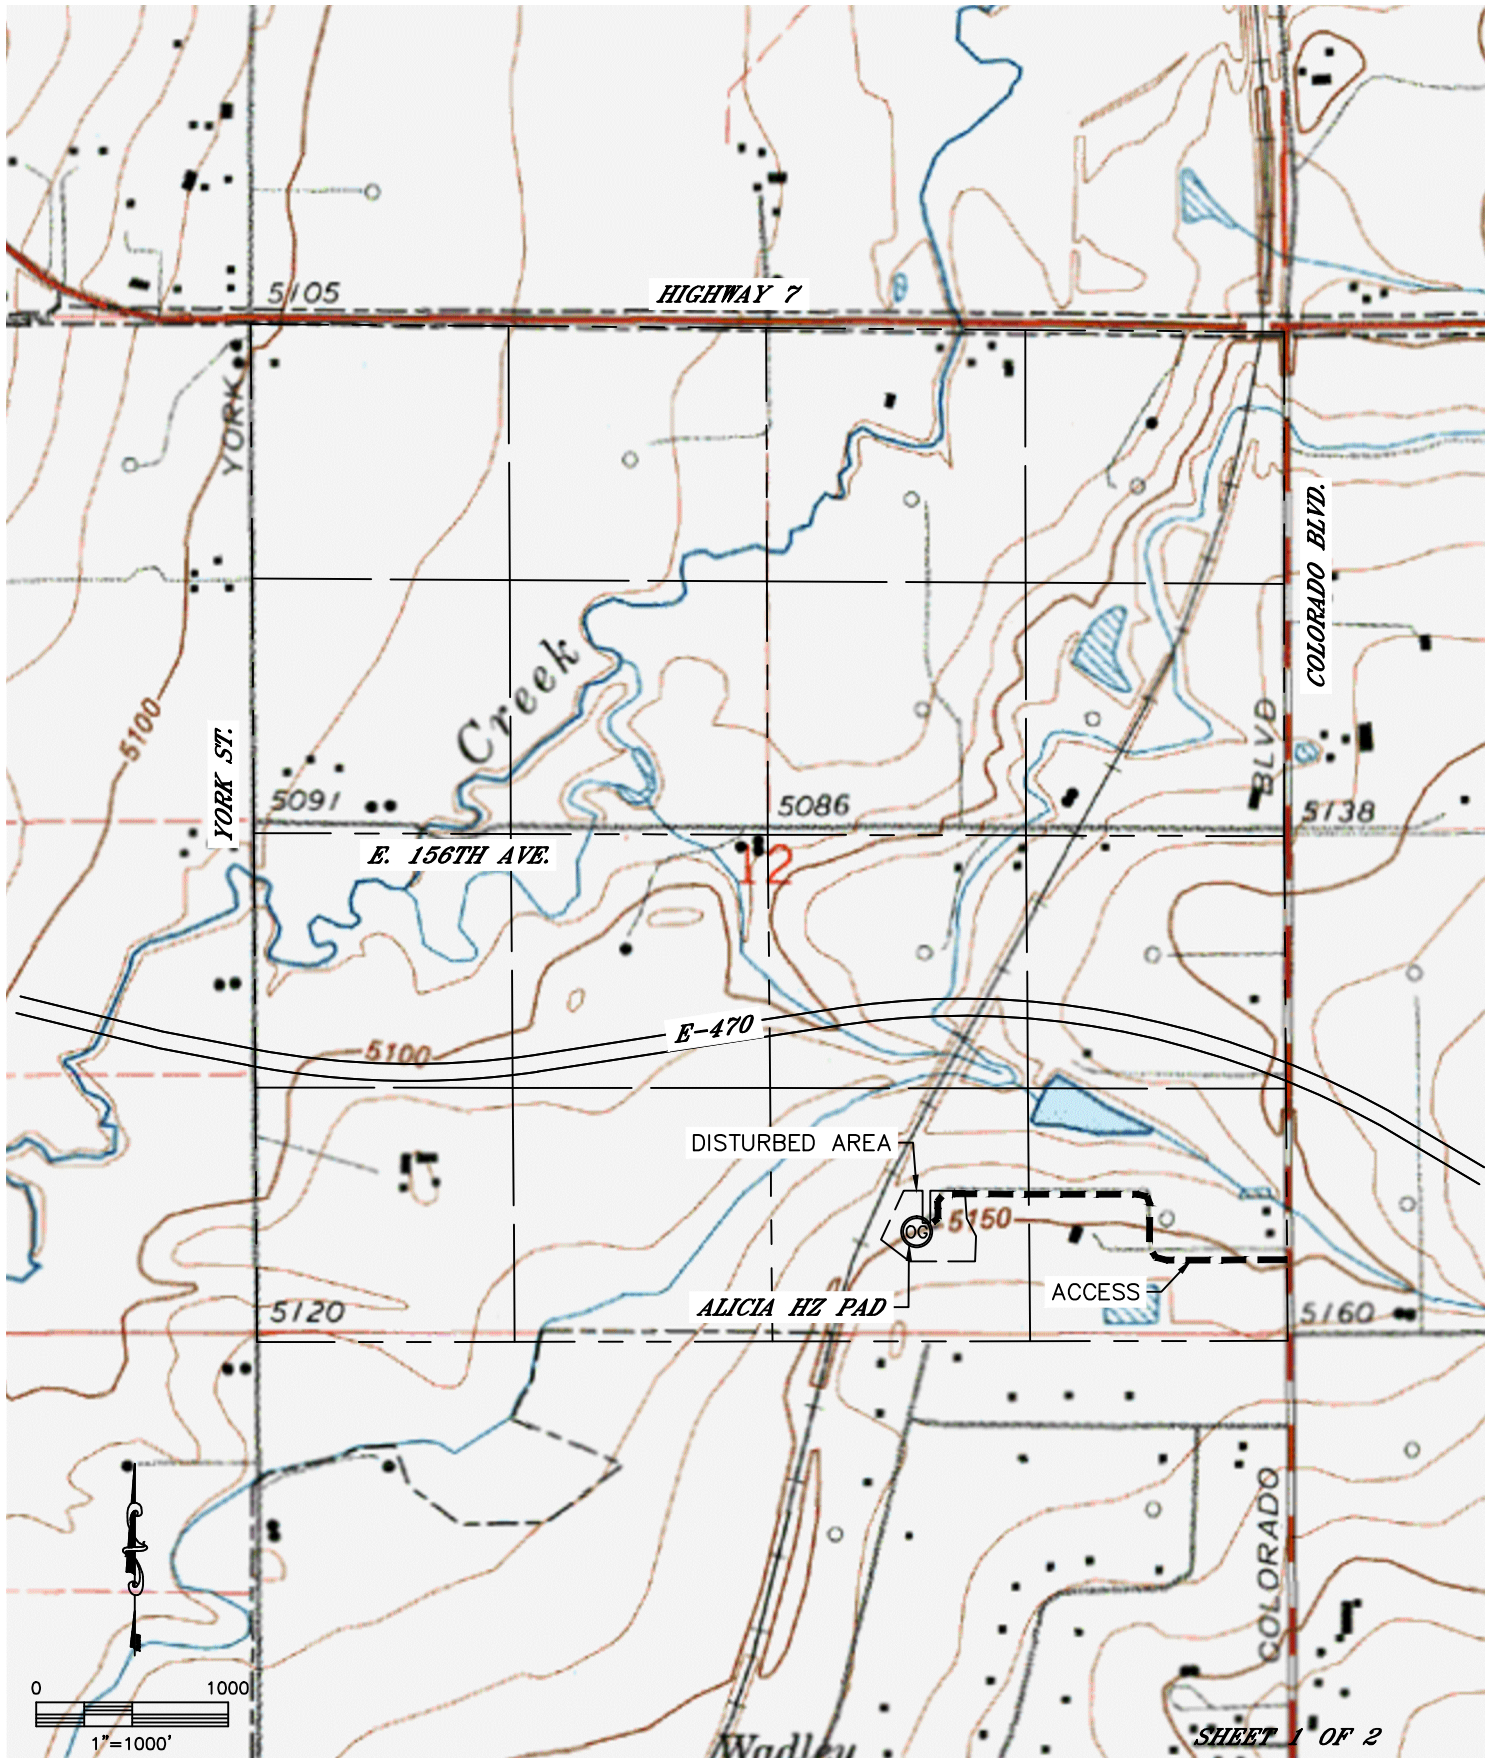 5105
HIGHWAY 7
YORK
COLORADO BLVD.
Creek
5100
YORK ST.
BLVD
5091
5086
5138
E. 156TH AVE.
12
E-470
5100
DISTURBED AREA
OG
5150
ACCESS
ALICIA HZ PAD
5120
5160
COLORADO
0 1000
1"=1000'
Wadley
SHEET 1 OF 2